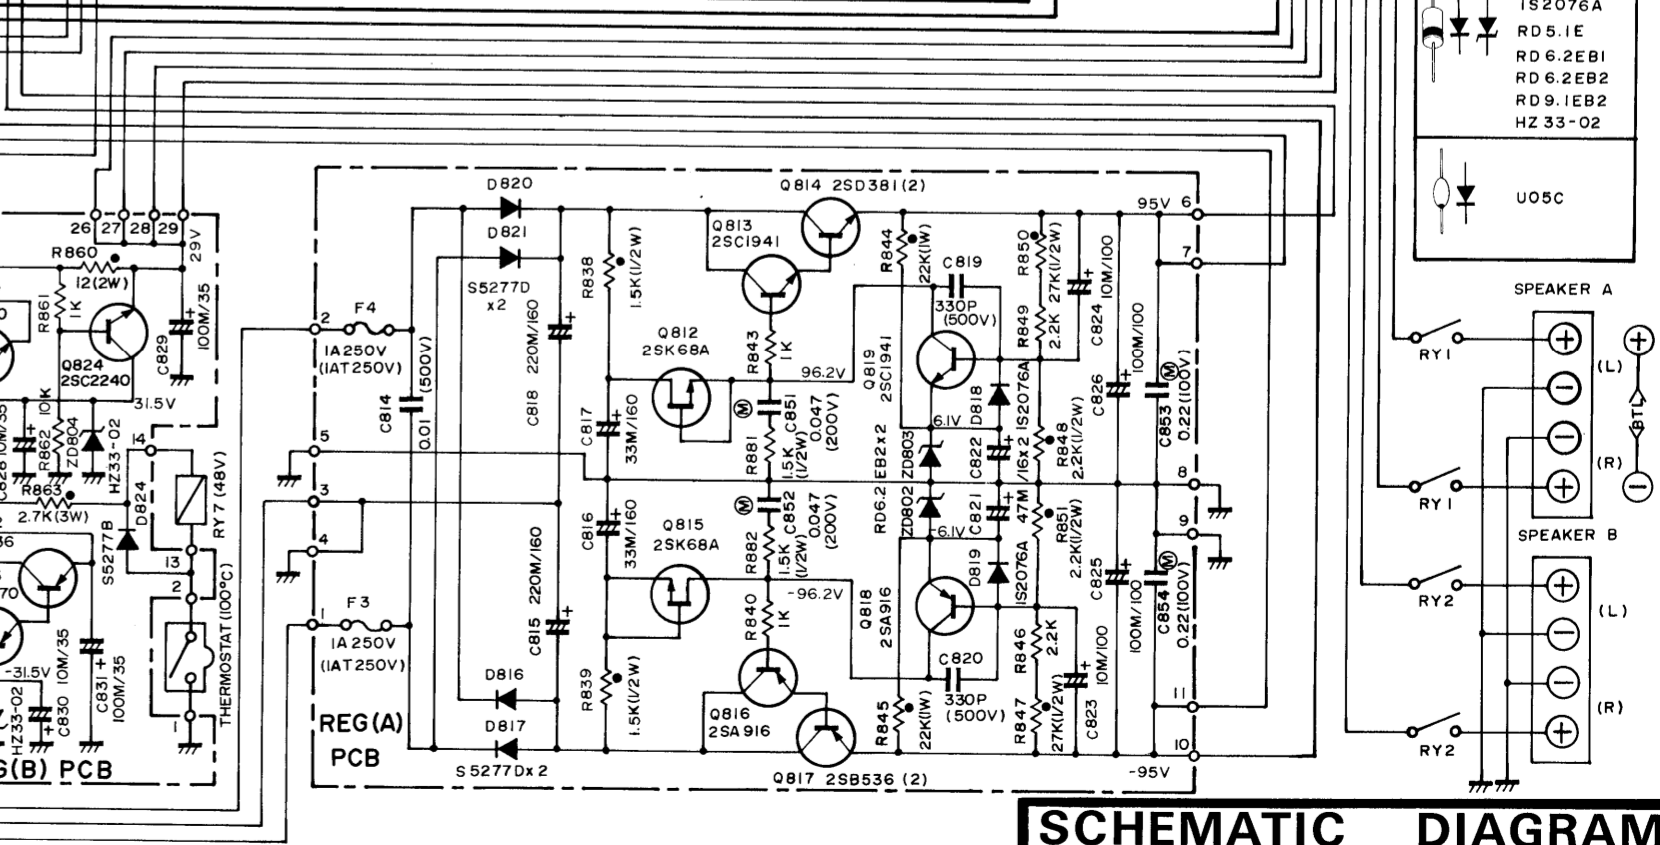 1S2076A
RD5.1E
RD6.2EB1
RD6.2EB2
RD9.1EB2
HZ33-02
U05C
26 27 28 29
29V
R860
12(2W)
R861
1K
Q824
2SC2240
C829
100M/35
31.5V
R862
10K
ZD804
HZ33-02
R863
2.7K(3W)
14
D824
S5277B
RY7 (48V)
13
2
THERMOSTAT(100°C)
1
-31.5V
C830 10M/35
C831
100M/35
HZ33-02
G(B) PCB
2
F4
1A250V
(1AT250V)
5
3
4
1
F3
1A250V
(1AT250V)
REG(A)
PCB
C814
0.01
(500V)
D820
D821
S5277D
x2
C818
220M/160
C815
220M/160
D816
D817
S5277Dx2
R838
1.5K(1/2W)
C817
33M/160
C816
33M/160
R839
1.5K(1/2W)
Q812
2SK68A
Q815
2SK68A
Q813
2SC1941
Q814 2SD381(2)
R843
1K
96.2V
M
C851
0.047
(200V)
R881
1.5K
(1/2W)
M
C852
0.047
(200V)
R882
1.5K
(1/2W)
R840
1K
-96.2V
Q816
2SA916
Q817 2SB536 (2)
R844
22K(1W)
C819
330P
(500V)
Q819
2SC1941
6.1V
D818
1S2076A
RD6.2EB2x2
ZD803
ZD802
C822
C821
47M/16x2
-6.1V
D819
1S2076A
Q818
2SA916
C820
330P
(500V)
R845
22K(1W)
R850
27K(1/2W)
R849
2.2K
C824
10M/100
R848
2.2K(1/2W)
R851
2.2K(1/2W)
R846
2.2K
R847
27K(1/2W)
C823
10M/100
C826
100M/100
C825
100M/100
M
C853
0.22(100V)
M
C854
0.22(100V)
95V 6
7
8
9
11
10
-95V
SPEAKER A
RY1
(L)
(R)
RY1
BTL
SPEAKER B
RY2
(L)
(R)
RY2
SCHEMATIC DIAGRAM